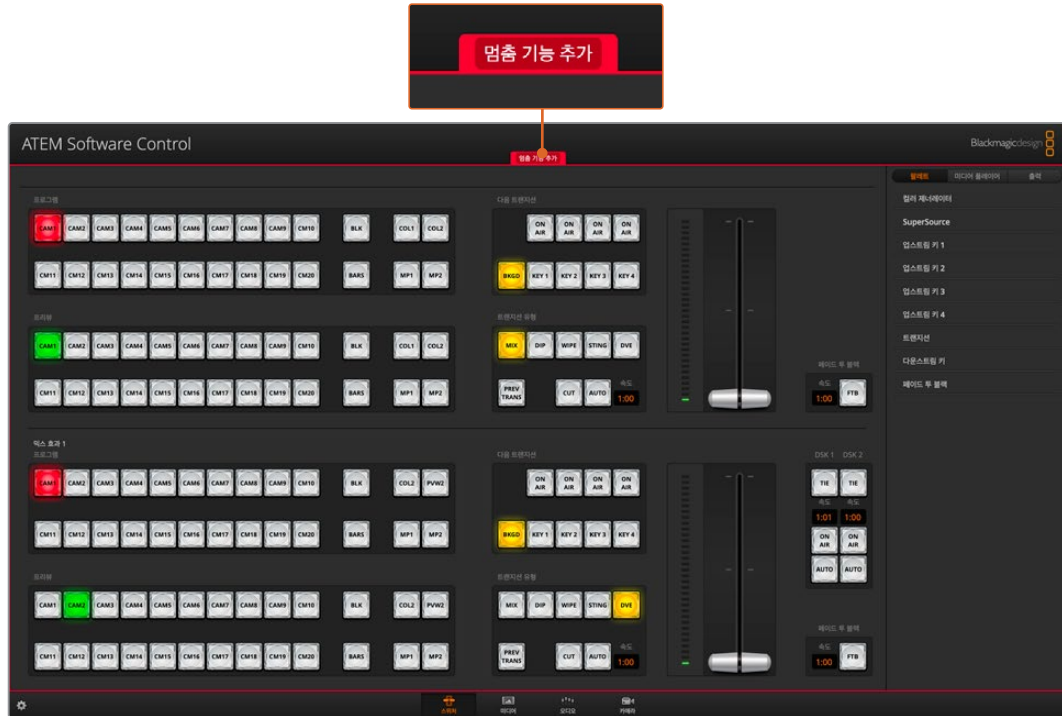 멈춤 기능 추가
ATEM Software Control
멈춤 기능 추가
Blackmagicdesign
팔레트 미디어 플레이어 출력
프로그램
다음 트랜지션
컬러 제너레이터
CAM1 CAM2 CAM3 CAM4 CAM5 CAM6 CAM7 CAM8 CAM9 CM10 BLK COL1 COL2
ON AIR ON AIR ON AIR ON AIR
SuperSource
업스트림 키 1
CM11 CM12 CM13 CM14 CM15 CM16 CM17 CM18 CM19 CM20 BARS MP1 MP2
BKGD KEY 1 KEY 2 KEY 3 KEY 4
업스트림 키 2
업스트림 키 3
프리뷰
트랜지션 유형
업스트림 키 4
CAM1 CAM2 CAM3 CAM4 CAM5 CAM6 CAM7 CAM8 CAM9 CM10 BLK COL1 COL2
MIX DIP WIPE STING DVE
트랜지션
다운스트림 키
페이드 투 블랙
페이드 투 블랙
CM11 CM12 CM13 CM14 CM15 CM16 CM17 CM18 CM19 CM20 BARS MP1 MP2
PREV TRANS CUT AUTO 속도 1:00
속도 1:00 FTB
믹스 효과 1
프로그램
다음 트랜지션
DSK 1 DSK 2
CAM1 CAM2 CAM3 CAM4 CAM5 CAM6 CAM7 CAM8 CAM9 CM10 BLK COL2 PVW2
ON AIR ON AIR ON AIR ON AIR
TIE TIE
속도 속도
1:01 1:00
CM11 CM12 CM13 CM14 CM15 CM16 CM17 CM18 CM19 CM20 BARS MP1 MP2
BKGD KEY 1 KEY 2 KEY 3 KEY 4
ON AIR ON AIR
AUTO AUTO
프리뷰
트랜지션 유형
CAM1 CAM2 CAM3 CAM4 CAM5 CAM6 CAM7 CAM8 CAM9 CM10 BLK COL2 PVW2
MIX DIP WIPE STING DVE
페이드 투 블랙
CM11 CM12 CM13 CM14 CM15 CM16 CM17 CM18 CM19 CM20 BARS MP1 MP2
PREV TRANS CUT AUTO 속도 1:00
속도 1:00 FTB
스위처 미디어 오디오 카메라